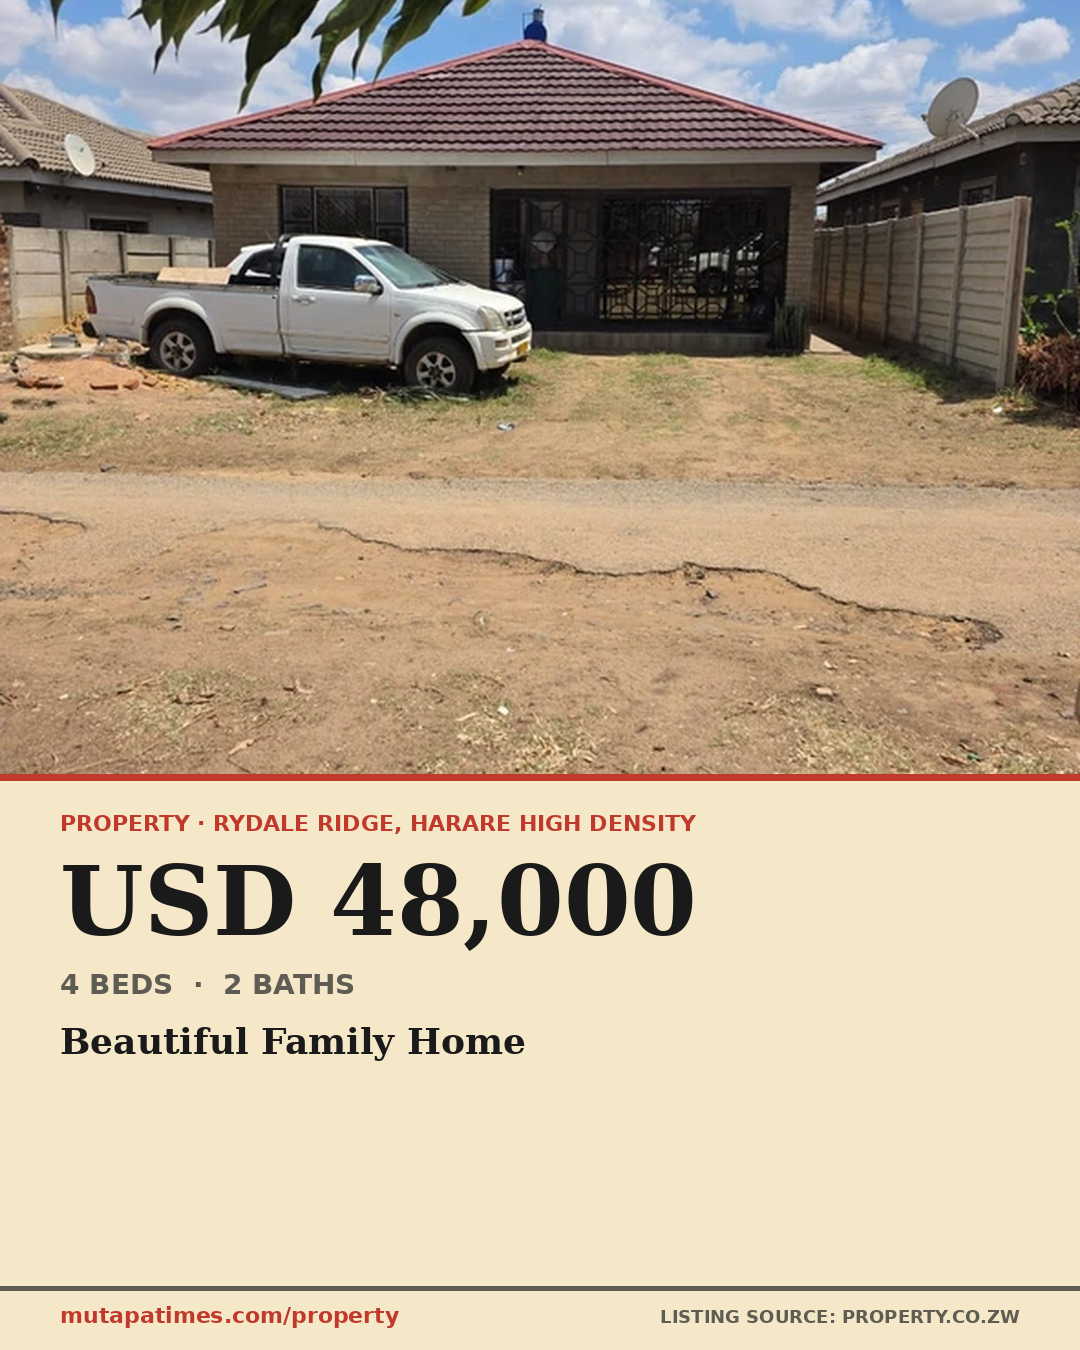 PROPERTY · RYDALE RIDGE, HARARE HIGH DENSITY
USD 48,000
4 BEDS · 2 BATHS
Beautiful Family Home
mutapatimes.com/property
LISTING SOURCE: PROPERTY.CO.ZW